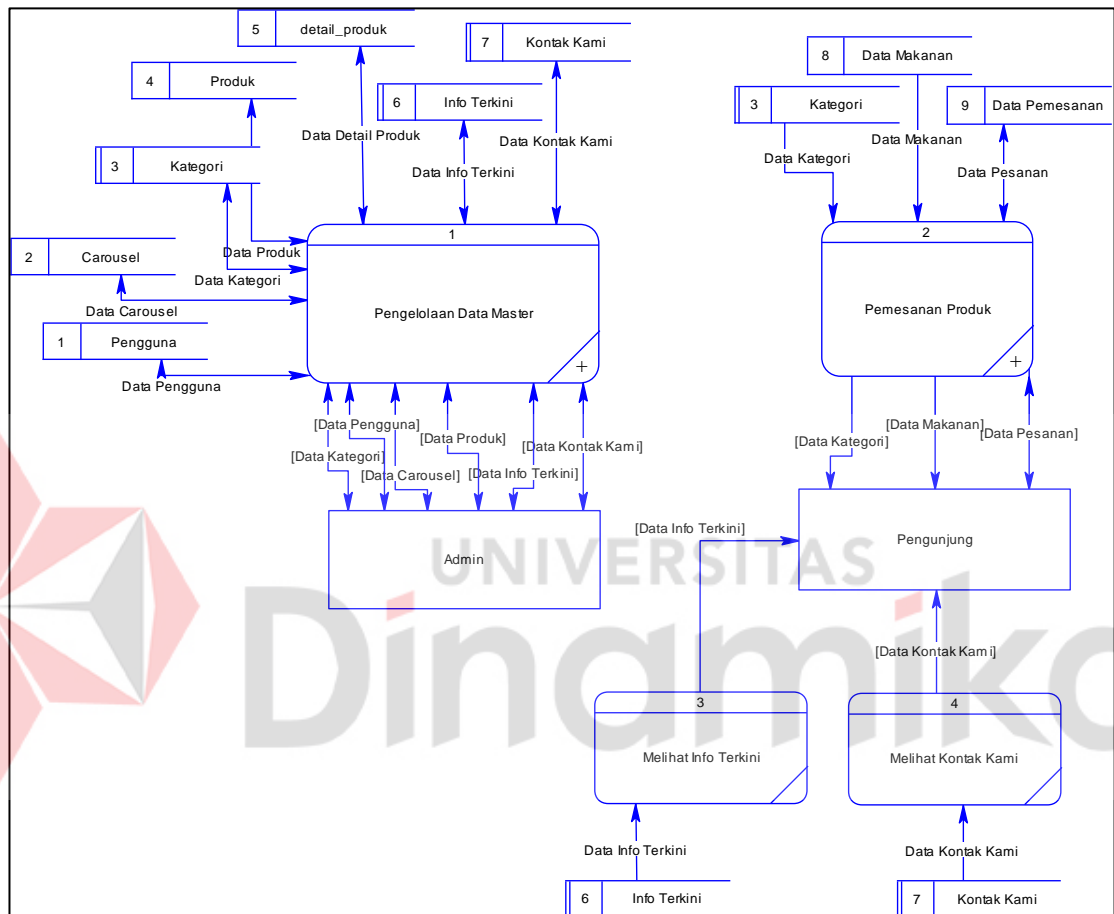 5 detail_produk
7 Kontak Kami
8 Data Makanan
4 Produk
6 Info Terkini
3 Kategori
9 Data Pemesanan
Data Detail Produk
Data Kontak Kami
Data Makanan
3 Kategori
Data Info Terkini
Data Kategori
Data Pesanan
1
2
Data Produk
2 Carousel
Data Kategori
Data Carousel
Pengelolaan Data Master
Pemesanan Produk
1 Pengguna
Data Pengguna
+
+
[Data Pengguna]
[Data Makanan]
[Data Kategori]
[Data Produk]
[Data Kontak Kami]
[Data Kategori]
[Data Pesanan]
[Data Carousel]
[Data Info Terkini]
[Data Info Terkini]
Pengunjung
Admin
UNIVERSITAS
Dinamika
[Data Kontak Kami]
3
4
Melihat Info Terkini
Melihat Kontak Kami
Data Info Terkini
Data Kontak Kami
6 Info Terkini
7 Kontak Kami